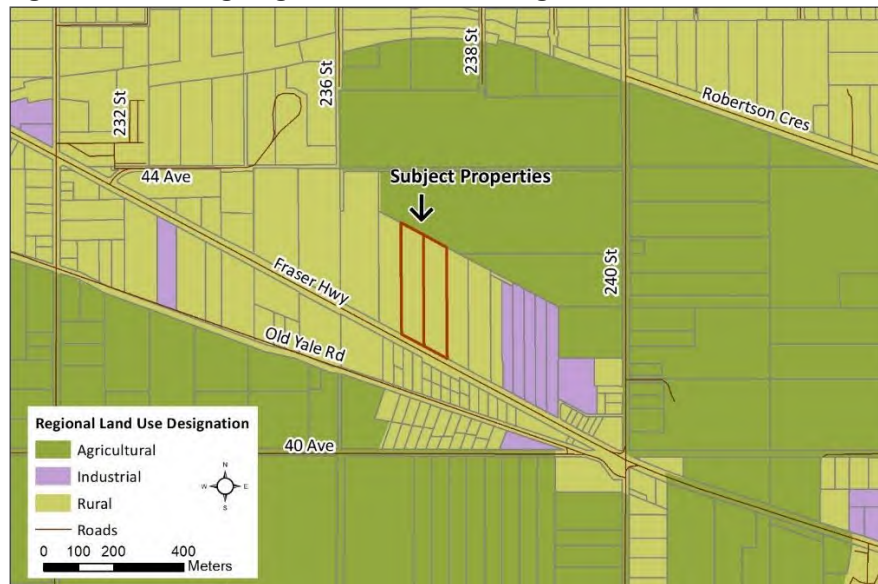 238 St
236 St
232 St
Robertson Cres
44 Ave
Subject Properties
240 St
Fraser Hwy
Old Yale Rd
40 Ave
Regional Land Use Designation
Agricultural
Industrial
Rural
Roads
N
W E
S
0 100 200 400
Meters